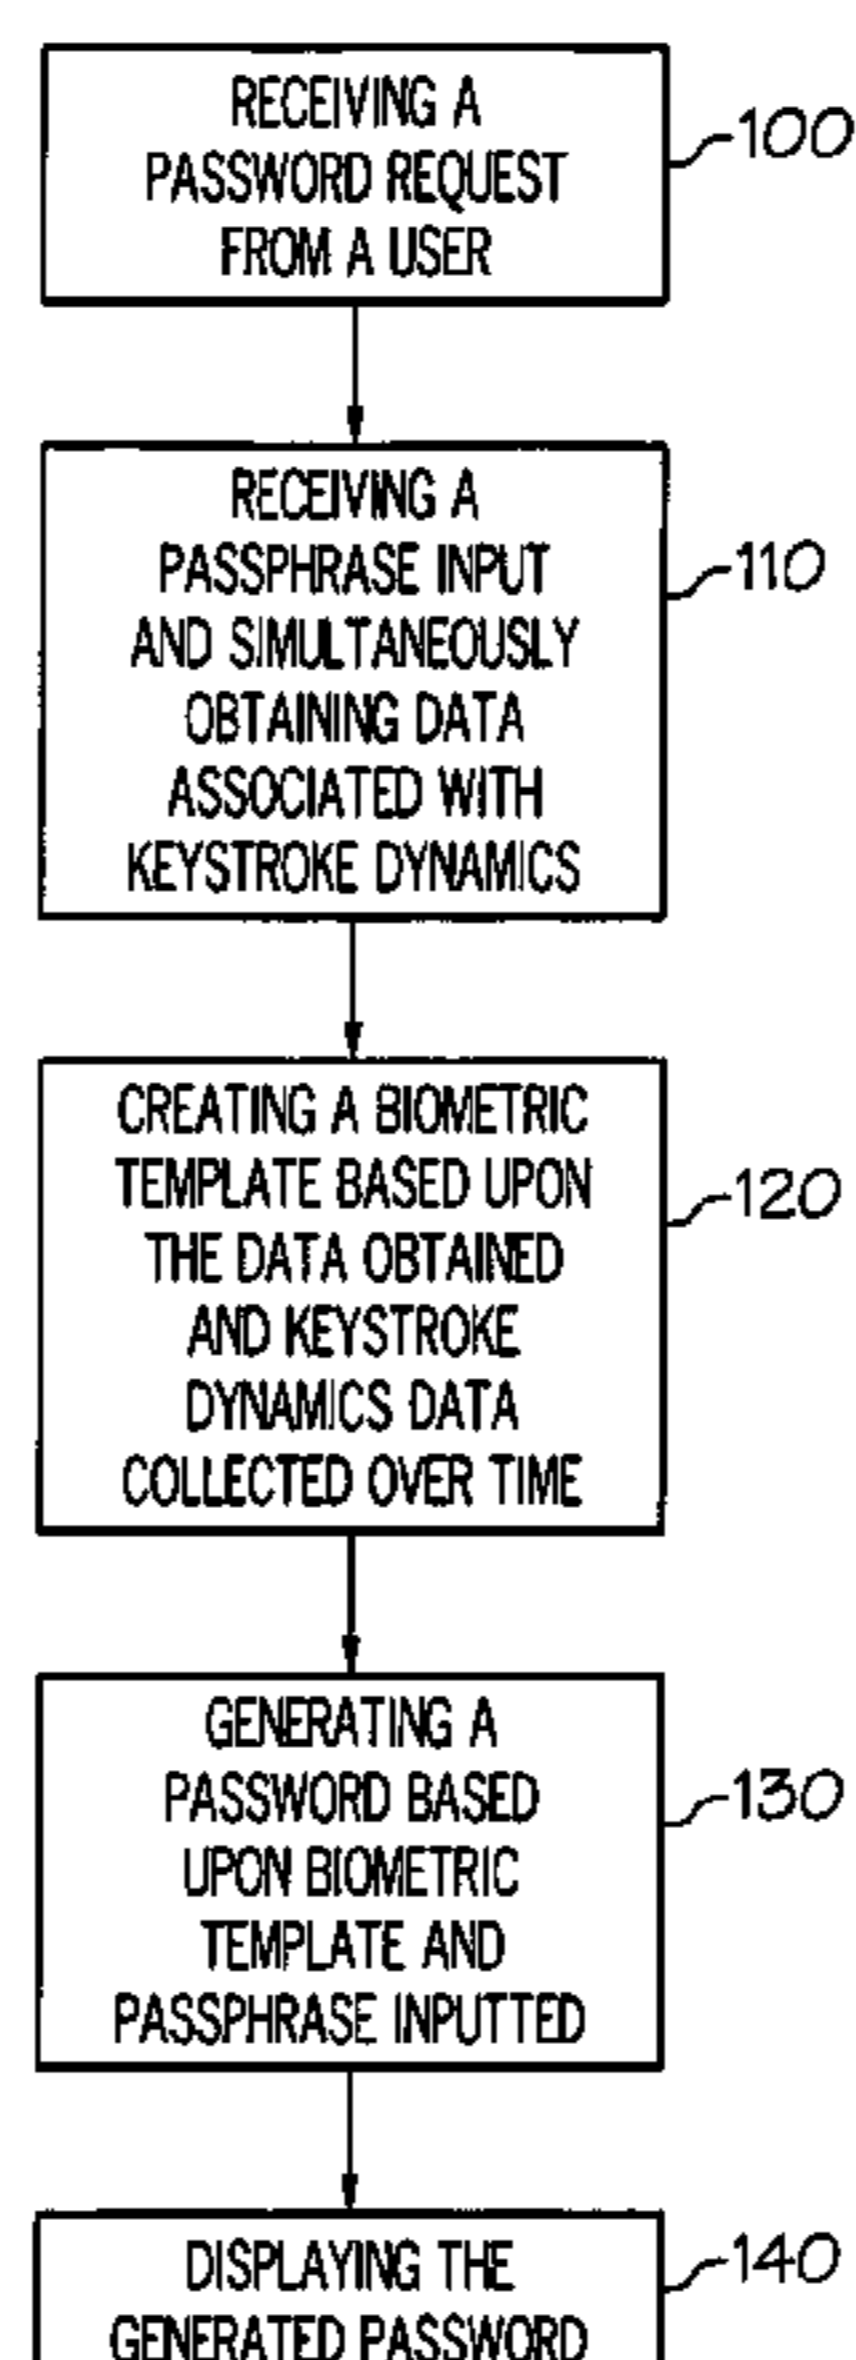 RECEIVING A
PASSWORD REQUEST
FROM A USER
100
RECEIVING A
PASSPHRASE INPUT
AND SIMULTANEOUSLY
OBTAINING DATA
ASSOCIATED WITH
KEYSTROKE DYNAMICS
110
CREATING A BIOMETRIC
TEMPLATE BASED UPON
THE DATA OBTAINED
AND KEYSTROKE
DYNAMICS DATA
COLLECTED OVER TIME
120
GENERATING A
PASSWORD BASED
UPON BIOMETRIC
TEMPLATE AND
PASSPHRASE INPUTTED
130
DISPLAYING THE
GENERATED PASSWORD
140